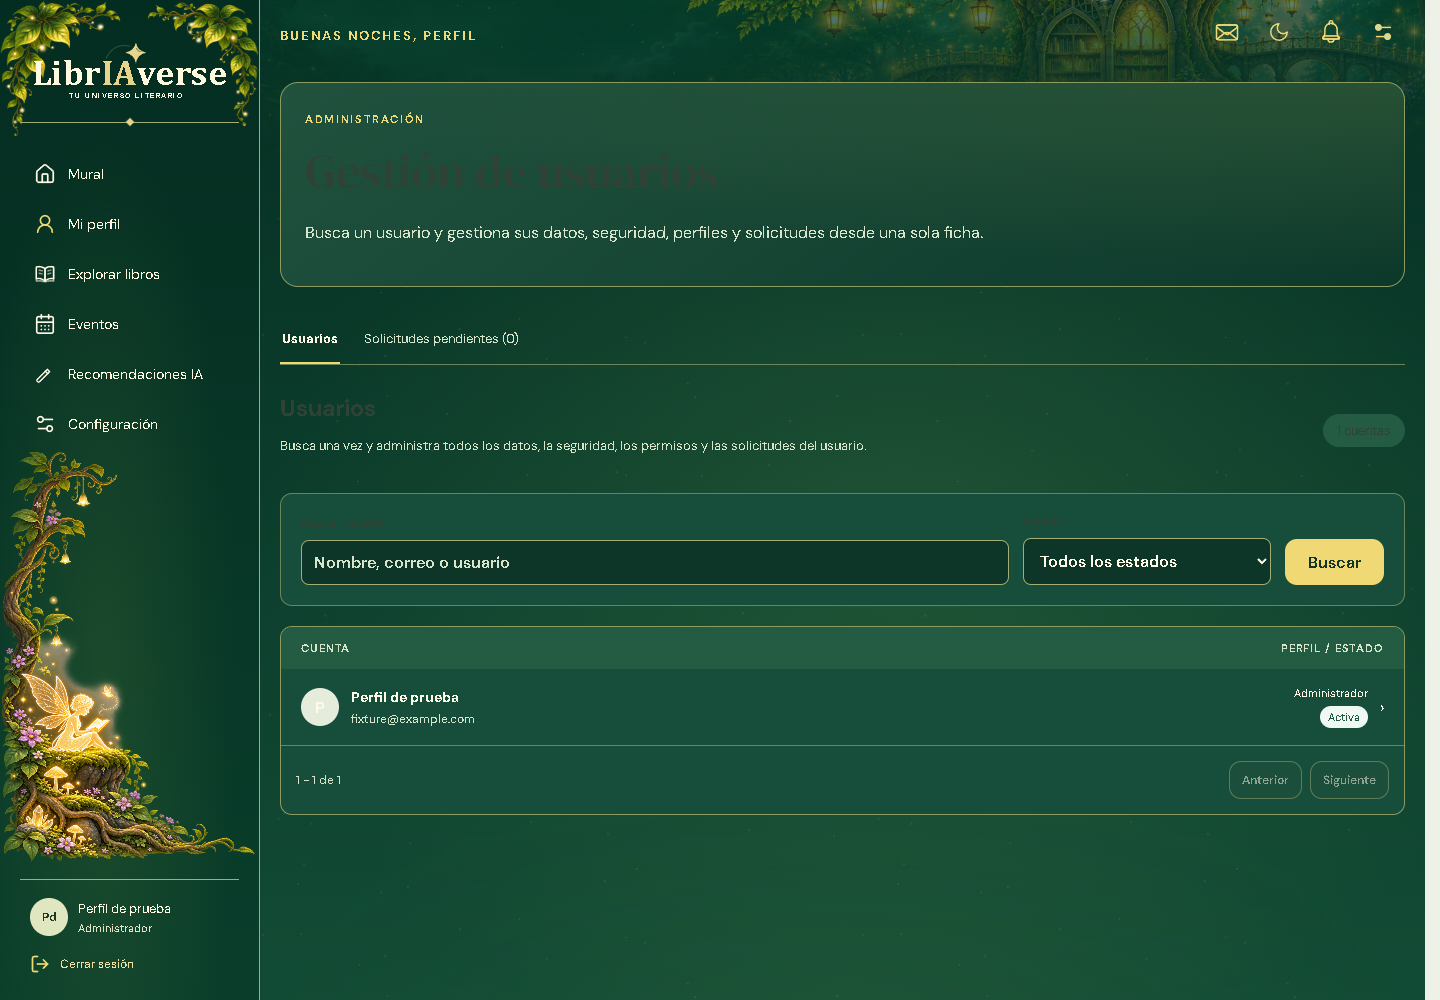 LibrIAverse
TU UNIVERSO LITERARIO
Mural
Mi perfil
Explorar libros
Eventos
Recomendaciones IA
Configuración
Perfil de prueba
Administrador
Cerrar sesión
BUENAS NOCHES, PERFIL
ADMINISTRACIÓN
Gestión de usuarios
Busca un usuario y gestiona sus datos, seguridad, perfiles y solicitudes desde una sola ficha.
Usuarios
Solicitudes pendientes (0)
Usuarios
Busca una vez y administra todos los datos, la seguridad, los permisos y las solicitudes del usuario.
1 cuentas
Nombre, correo o usuario
Todos los estados
Buscar
CUENTA
PERFIL / ESTADO
P
Perfil de prueba
fixture@example.com
Administrador
Activa
1 – 1 de 1
Anterior
Siguiente
Pd